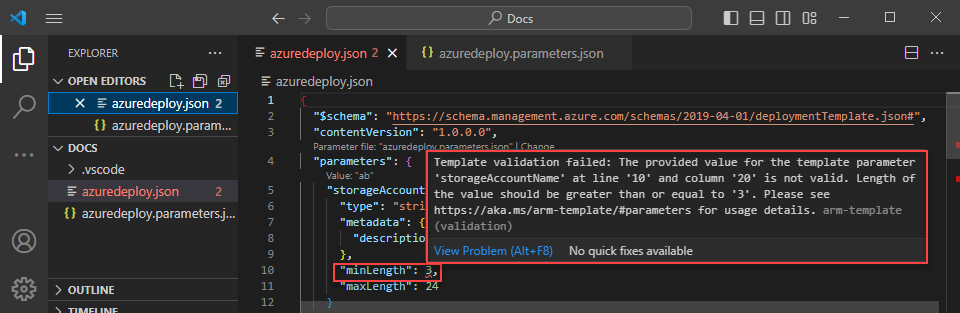 Docs
EXPLORER
OPEN EDITORS
azuredeploy.json 2
azuredeploy.param...
DOCS
.vscode
azuredeploy.json 2
azuredeploy.parameters.j...
OUTLINE
TIMELINE
azuredeploy.json 2
azuredeploy.parameters.json
azuredeploy.json
1 {
2 "$schema": "https://schema.management.azure.com/schemas/2019-04-01/deploymentTemplate.json#",
3 "contentVersion": "1.0.0.0",
Parameter file: "azuredeploy.parameters.json" | Change
4 "parameters": {
Value: "ab"
5 "storageAccount
6 "type": "stri
7 "metadata": {
8 "descriptio
9 },
10 "minLength": 3,
11 "maxLength": 24
12 }
Template validation failed: The provided value for the template parameter
'storageAccountName' at line '10' and column '20' is not valid. Length of
the value should be greater than or equal to '3'. Please see
https://aka.ms/arm-template/#parameters for usage details. arm-template
(validation)
View Problem (Alt+F8) No quick fixes available